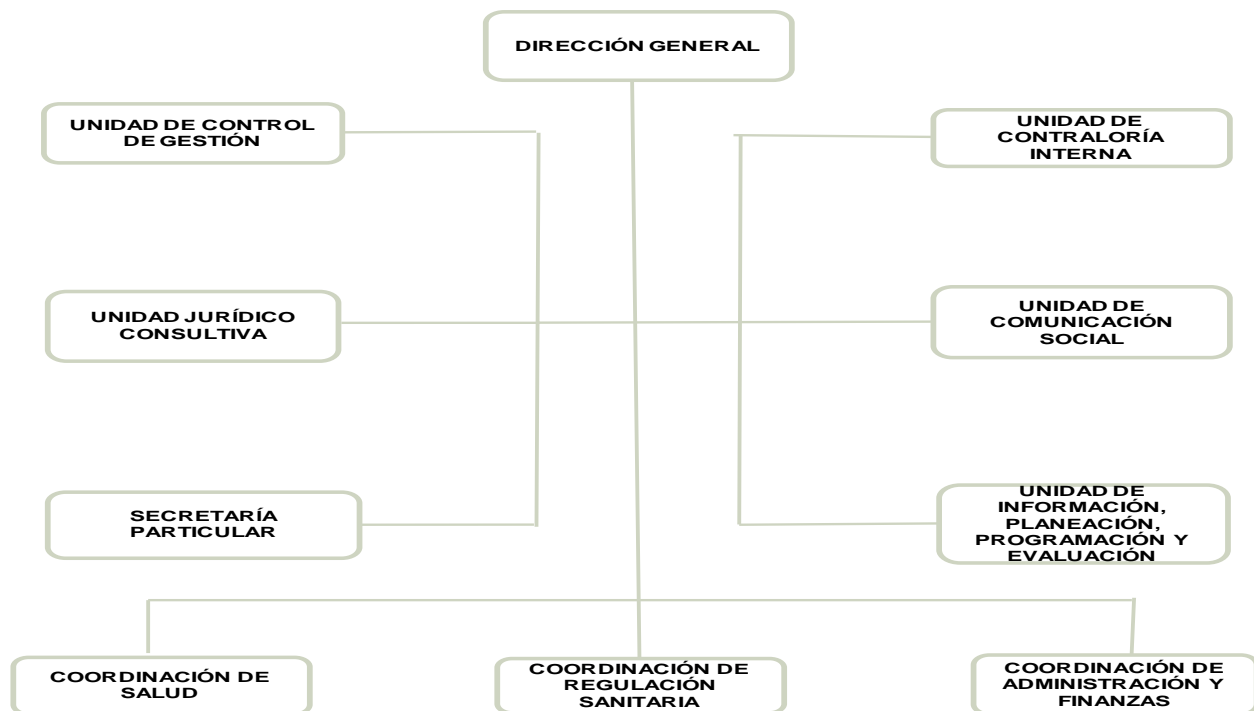 DIRECCIÓN GENERAL
UNIDAD DE CONTROL
DE GESTIÓN
UNIDAD DE
CONTRALORÍA
INTERNA
UNIDAD JURÍDICO
CONSULTIVA
UNIDAD DE
COMUNICACIÓN
SOCIAL
SECRETARÍA
PARTICULAR
UNIDAD DE
INFORMACIÓN,
PLANEACIÓN,
PROGRAMACIÓN Y
EVALUACIÓN
COORDINACIÓN DE
SALUD
COORDINACIÓN DE
REGULACIÓN
SANITARIA
COORDINACIÓN DE
ADMINISTRACIÓN Y
FINANZAS